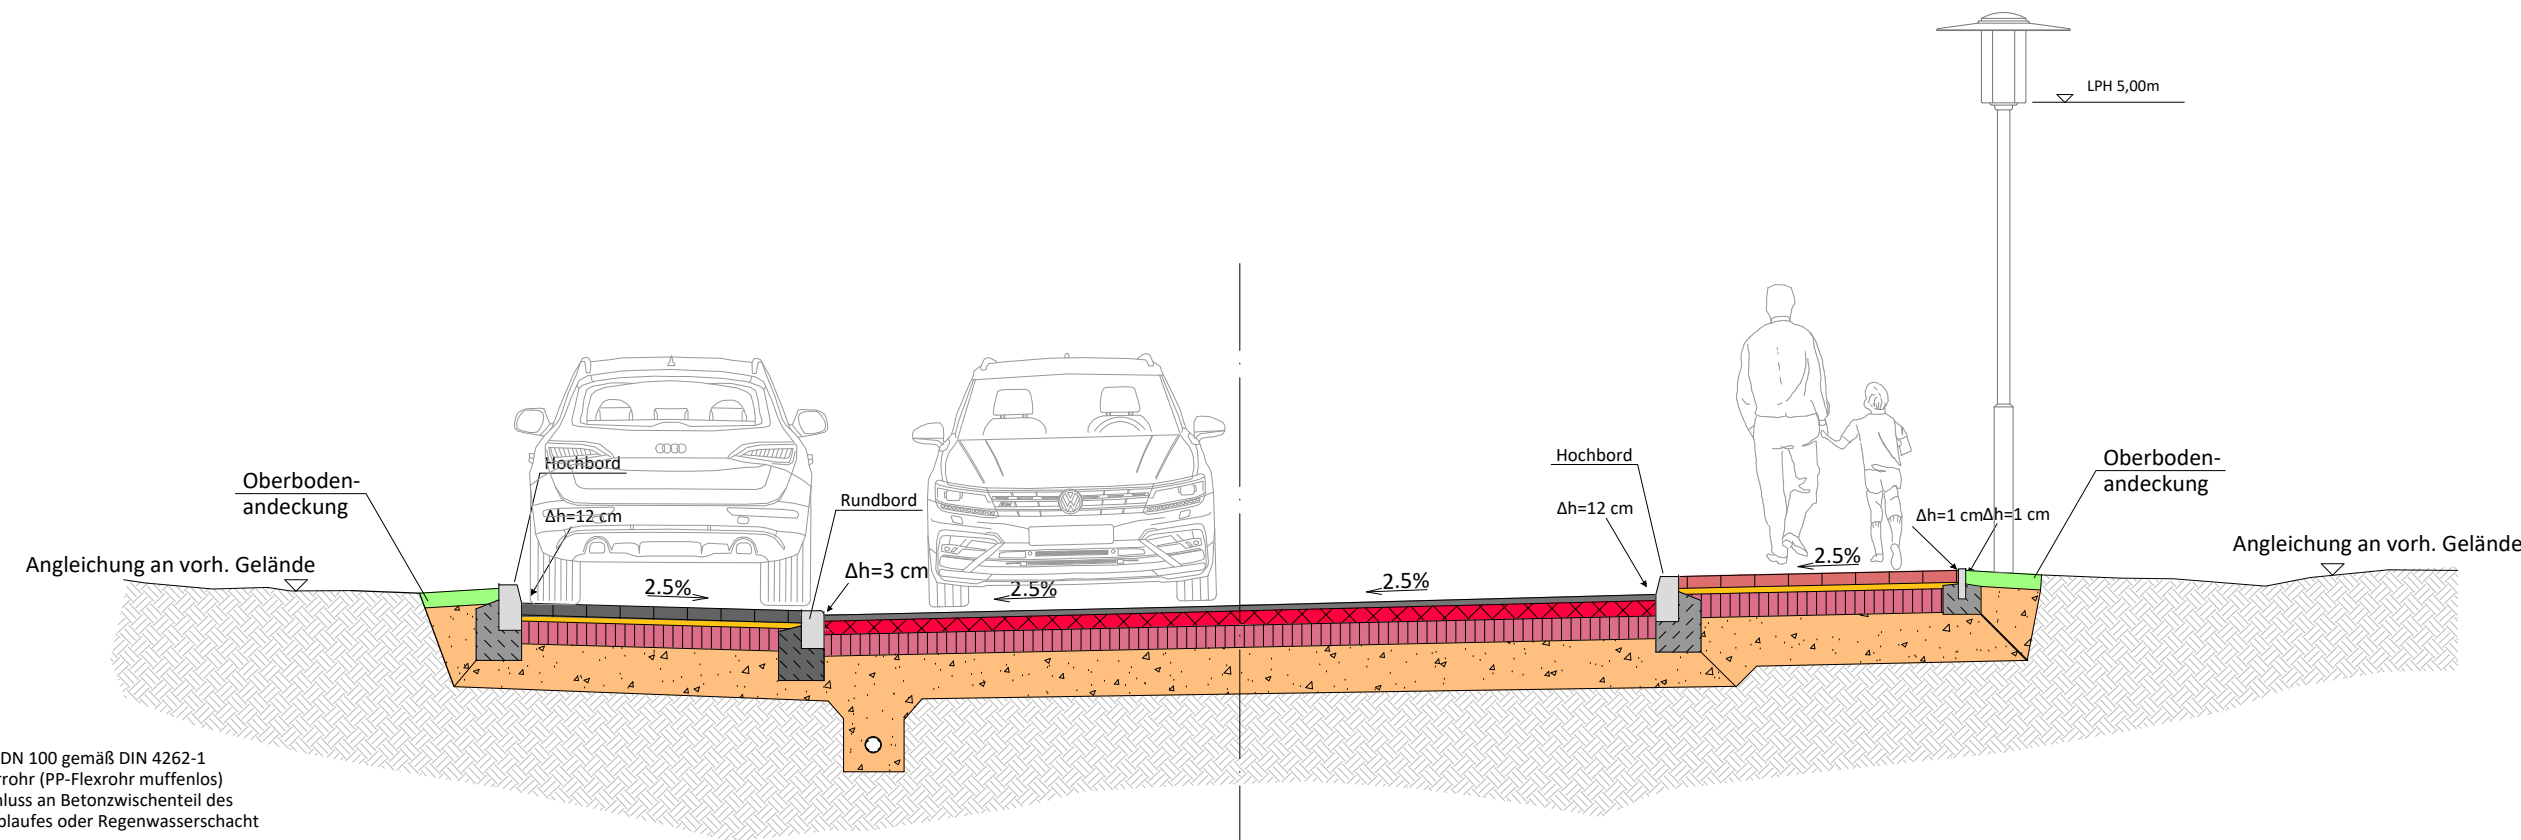 LPH 5,00m
Hochbord
Oberboden-
andeckung
Rundbord
Δh=12 cm
Hochbord
Δh=12 cm
Oberboden-
andeckung
Δh=1 cm
Δh=1 cm
Angleichung an vorh. Gelände
Δh=3 cm
2.5%
2.5%
2.5%
2.5%
Angleichung an vorh. Gelände
DN 100 gemäß DIN 4262-1
rrohr (PP-Flexrohr muffenlos)
luss an Betonzwischenteil des
blaufes oder Regenwasserschacht